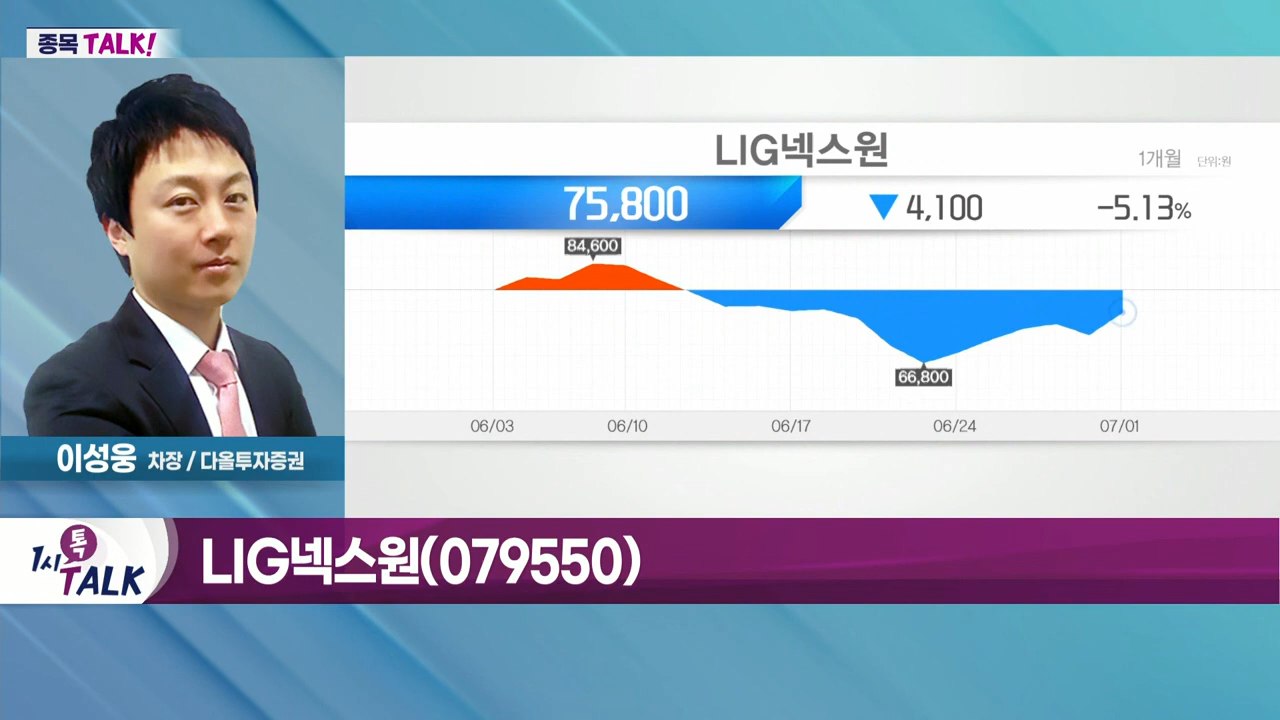 종목 TALK!
LIG넥스원
1개월 단위:원
75,800 ▼ 4,100 -5.13%
84,600
66,800
06/03 06/10 06/17 06/24 07/01
이성웅 차장 / 다올투자증권
1시 톡 TALK
LIG넥스원(079550)